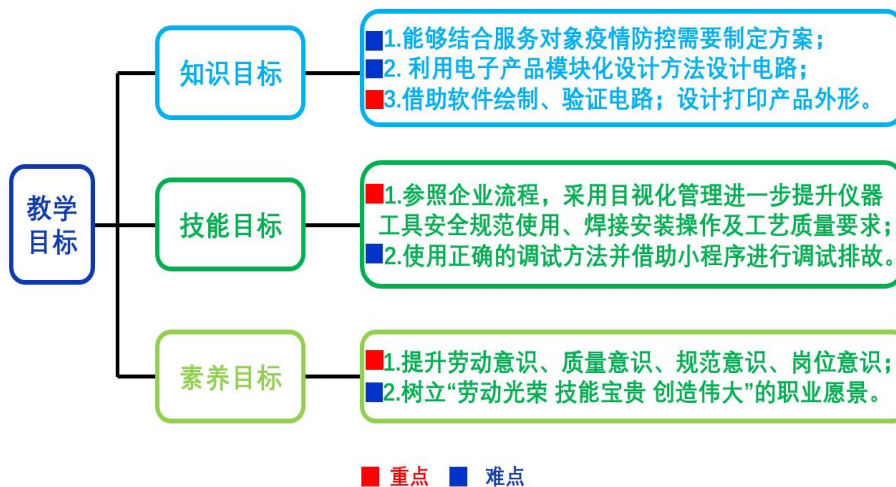 教学
目标
知识目标
1.能够结合服务对象疫情防控需要制定方案；
2. 利用电子产品模块化设计方法设计电路；
3.借助软件绘制、验证电路；设计打印产品外形。
技能目标
1.参照企业流程，采用目视化管理进一步提升仪器
工具安全规范使用、焊接安装操作及工艺质量要求；
2.使用正确的调试方法并借助小程序进行调试排故。
素养目标
1.提升劳动意识、质量意识、规范意识、岗位意识；
2.树立“劳动光荣 技能宝贵 创造伟大”的职业愿景。
重点 难点